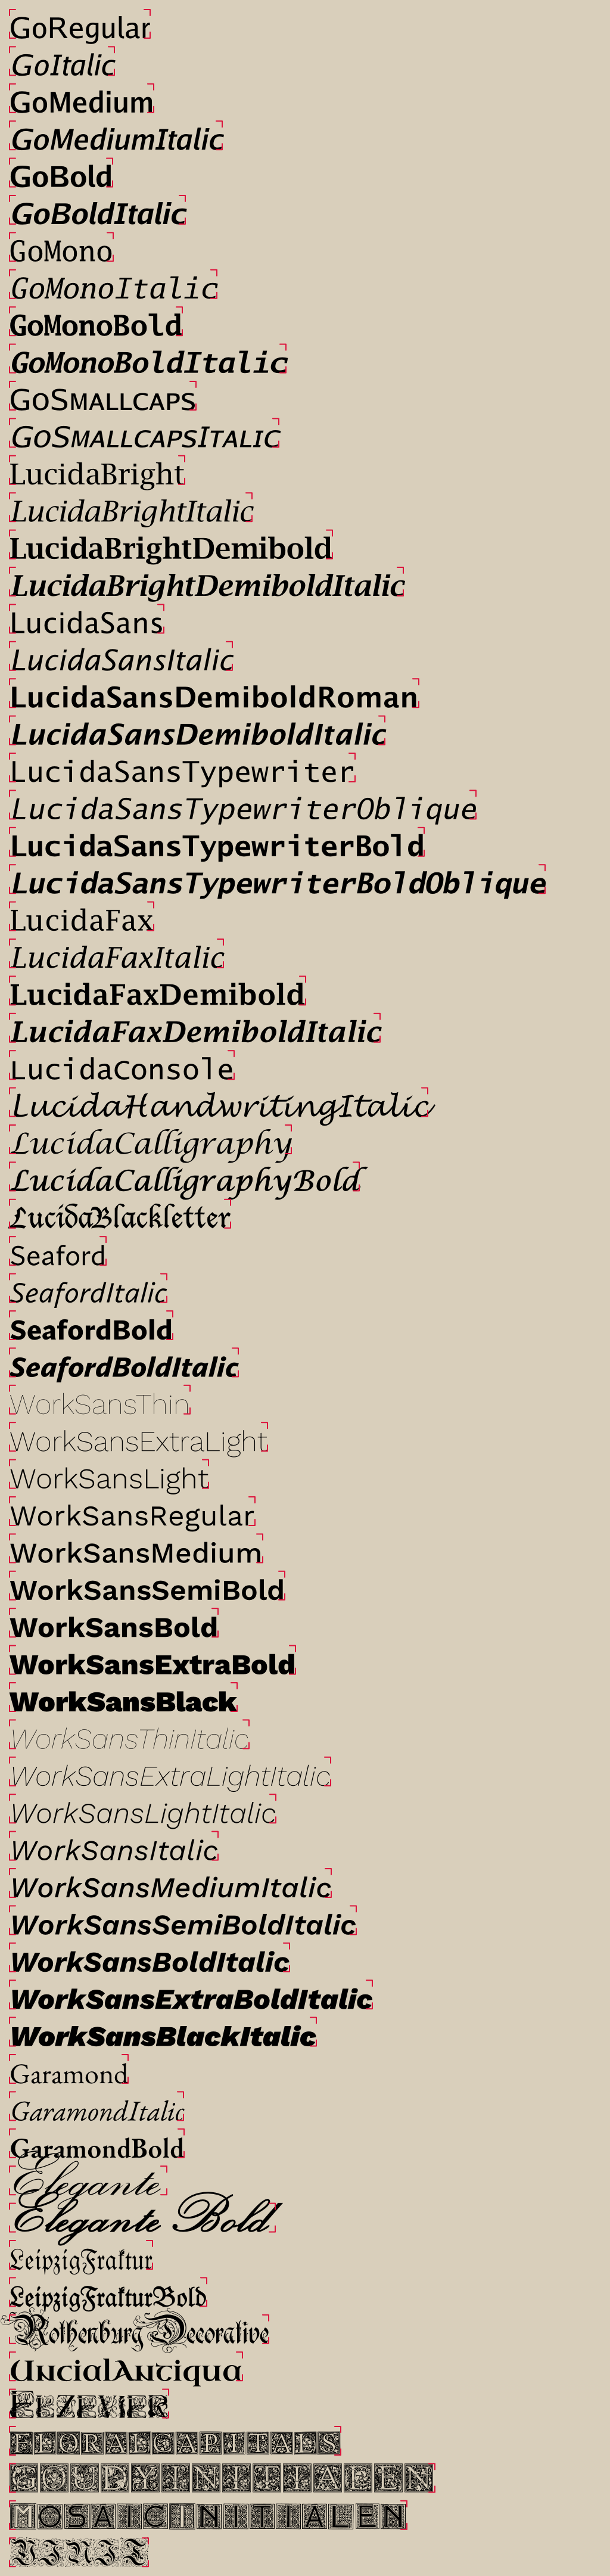 GoRegular
GoItalic
GoMedium
GoMediumItalic
GoBold
GoBoldItalic
GoMono
GoMonoItalic
GoMonoBold
GoMonoBoldItalic
GoSmallcaps
GoSmallcapsItalic
LucidaBright
LucidaBrightItalic
LucidaBrightDemibold
LucidaBrightDemiboldItalic
LucidaSans
LucidaSansItalic
LucidaSansDemiboldRoman
LucidaSansDemiboldItalic
LucidaSansTypewriter
LucidaSansTypewriterOblique
LucidaSansTypewriterBold
LucidaSansTypewriterBoldOblique
LucidaFax
LucidaFaxItalic
LucidaFaxDemibold
LucidaFaxDemiboldItalic
LucidaConsole
LucidaHandwritingItalic
LucidaCalligraphy
LucidaCalligraphyBold
LucidaBlackletter
Seaford
SeafordItalic
SeafordBold
SeafordBoldItalic
WorkSansThin
WorkSansExtraLight
WorkSansLight
WorkSansRegular
WorkSansMedium
WorkSansSemiBold
WorkSansBold
WorkSansExtraBold
WorkSansBlack
WorkSansThinItalic
WorkSansExtraLightItalic
WorkSansLightItalic
WorkSansItalic
WorkSansMediumItalic
WorkSansSemiBoldItalic
WorkSansBoldItalic
WorkSansExtraBoldItalic
WorkSansBlackItalic
Garamond
GaramondItalic
GaramondBold
Elegante
Elegante Bold
LeipzigFraktur
LeipzigFrakturBold
RothenburgDecorative
UncialAntiqua
ELZEVIER
FLORALCAPITALS
GOUDYINITIALEN
MOSAICINITIALEN